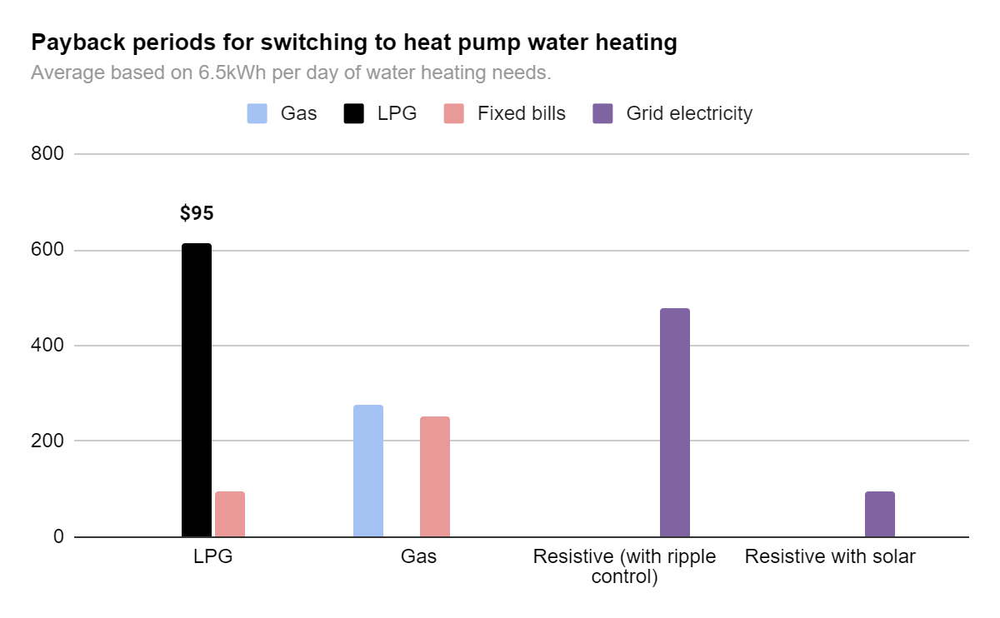 Payback periods for switching to heat pump water heating
Average based on 6.5kWh per day of water heating needs.
Gas LPG Fixed bills Grid electricity
800
$95
600
400
200
0
LPG Gas Resistive (with ripple Resistive with solar
control)